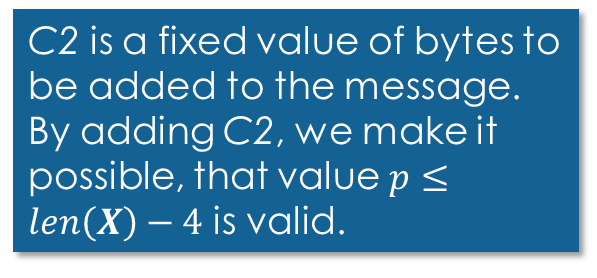 C2 is a fixed value of bytes to
be added to the message.
By adding C2, we make it
possible, that value p ≤
len(X) − 4 is valid.